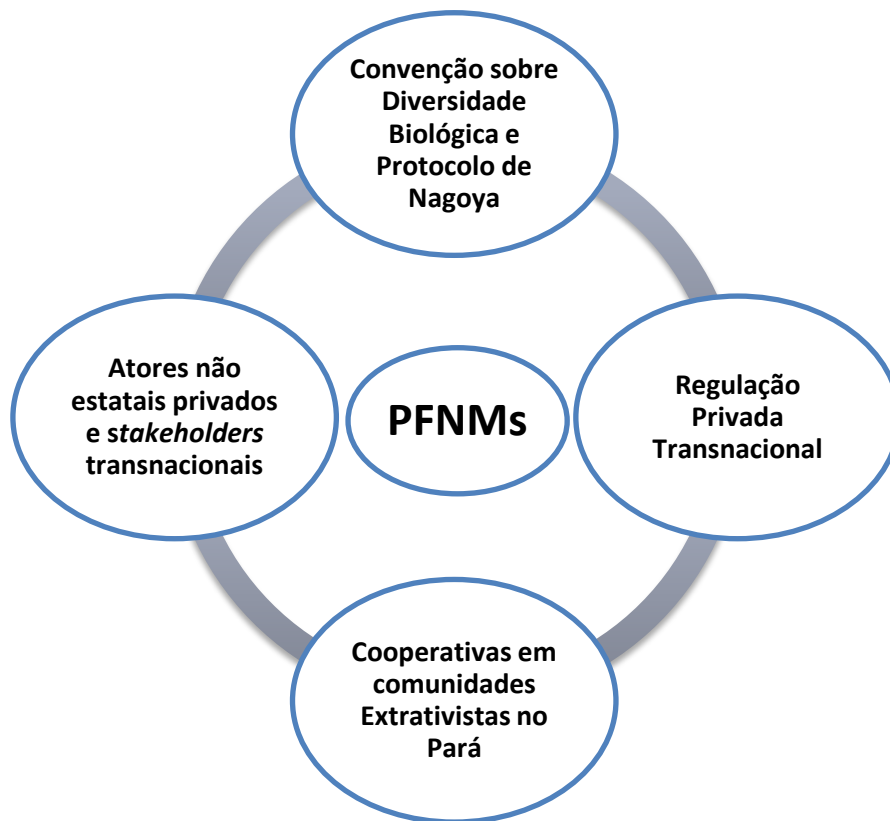 Convenção sobre
Diversidade
Biológica e
Protocolo de
Nagoya
Atores não
estatais privados
e stakeholders
transnacionais
PFNMs
Regulação
Privada
Transnacional
Cooperativas em
comunidades
Extrativistas no
Pará